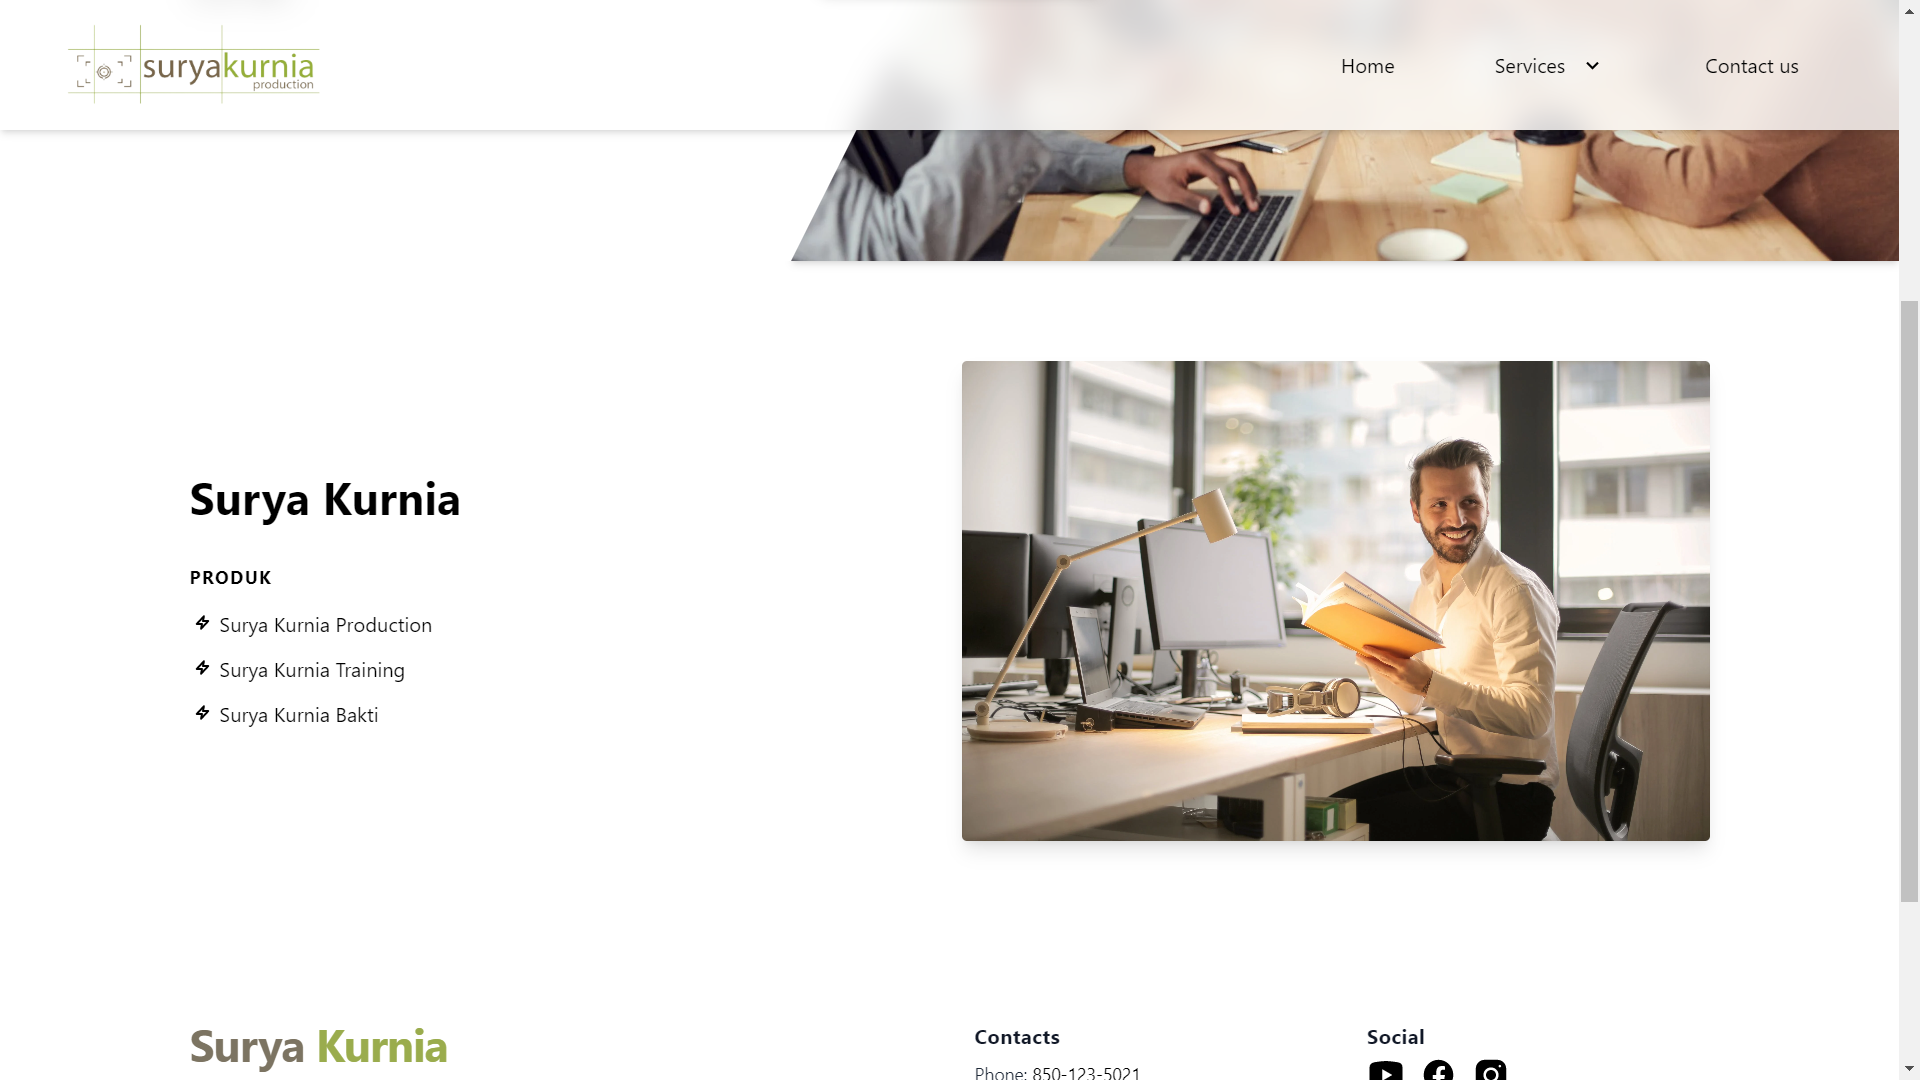 suryakurnia
production
Home
Services
Contact us
Surya Kurnia
PRODUK
Surya Kurnia Production
Surya Kurnia Training
Surya Kurnia Bakti
Surya Kurnia
Contacts
Phone: 850-123-5021
Social